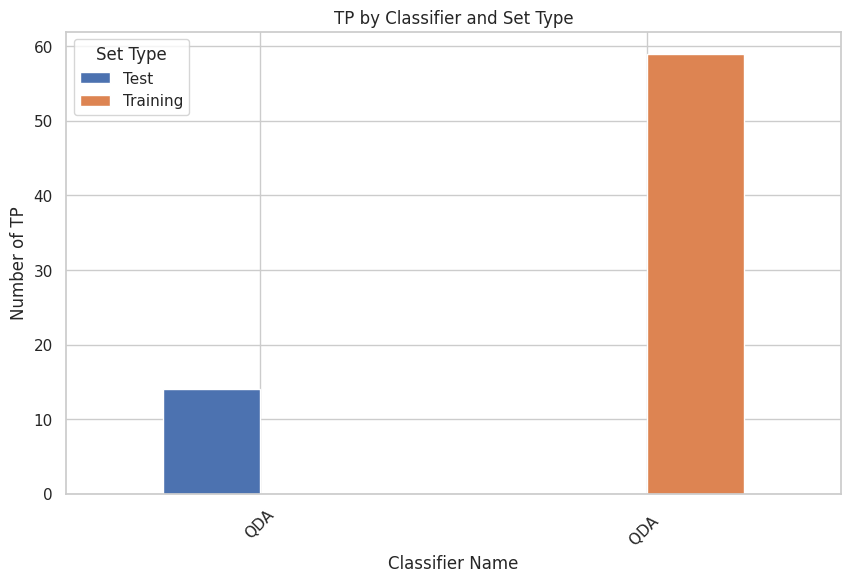 TP by Classifier and Set Type
Set Type
Test
Training
60
50
40
30
20
10
0
Number of TP
QDA
QDA
Classifier Name